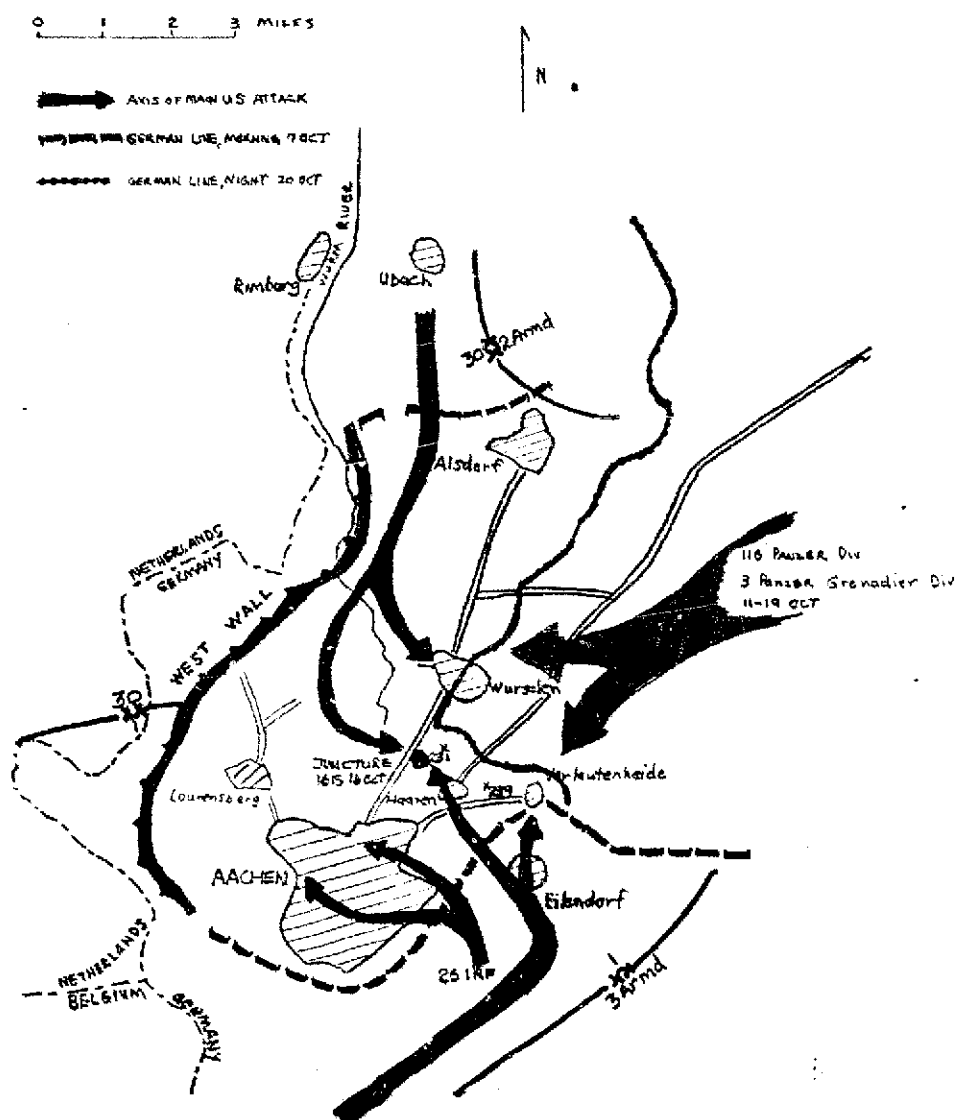 0 1 2 3 MILES
N
AXIS OF MAIN US ATTACK
GERMAN LINE, MORNING 7 OCT
GERMAN LINE, NIGHT 20 OCT
WURM RIVER
Rimberg
Ubach
30 2 Armd
Alsdorf
NETHERLANDS
GERMANY
WEST WALL
116 PANZER DIV
3 PANZER Grenadier Div
11-19 OCT
30
Wurselen
JUNCTURE
1615 16 OCT
Verlautenheide
Laurensberg
Haaren
239
AACHEN
Eilendorf
26 INF
3 Armd
NETHERLANDS
BELGIUM
GERMANY